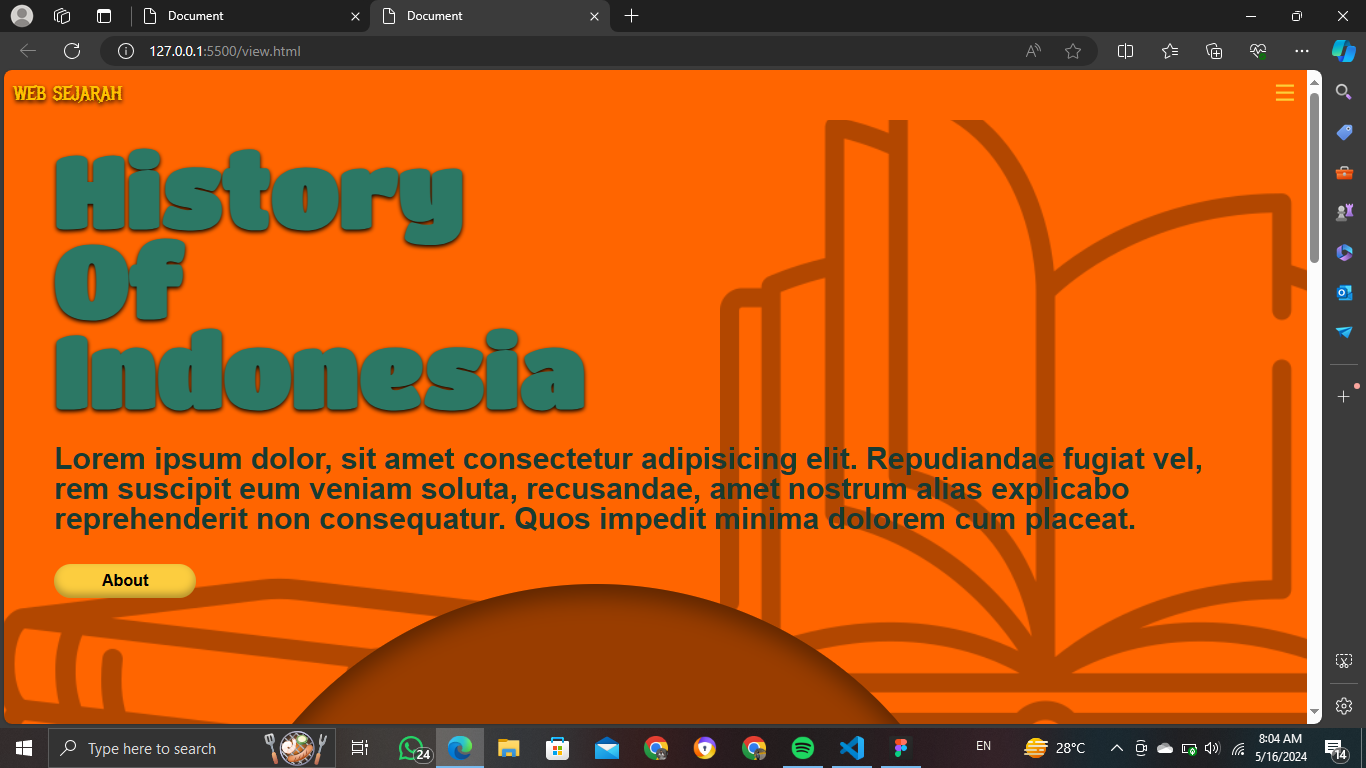 Document
Document
127.0.0.1:5500/view.html
WEB SEJARAH
History
Of
Indonesia
Lorem ipsum dolor, sit amet consectetur adipisicing elit. Repudiandae fugiat vel,
rem suscipit eum veniam soluta, recusandae, amet nostrum alias explicabo
reprehenderit non consequatur. Quos impedit minima dolorem cum placeat.
About
Type here to search
24
EN
28°C
8:04 AM
5/16/2024
14